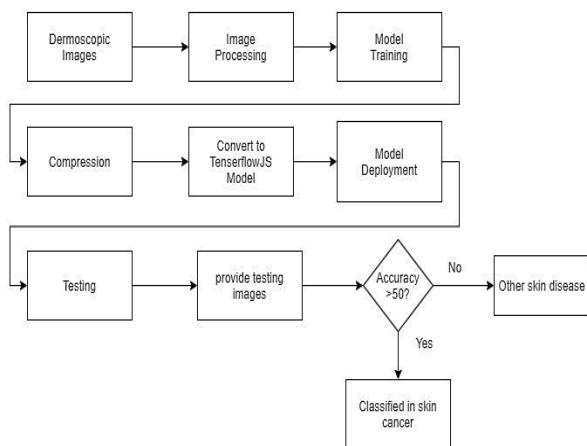 Dermoscopic
Images
Image
Processing
Model
Training
Compression
Convert to
TenserflowJS
Model
Model
Deployment
Testing
provide testing
images
Accuracy
>50?
No
Other skin disease
Yes
Classified in skin
cancer